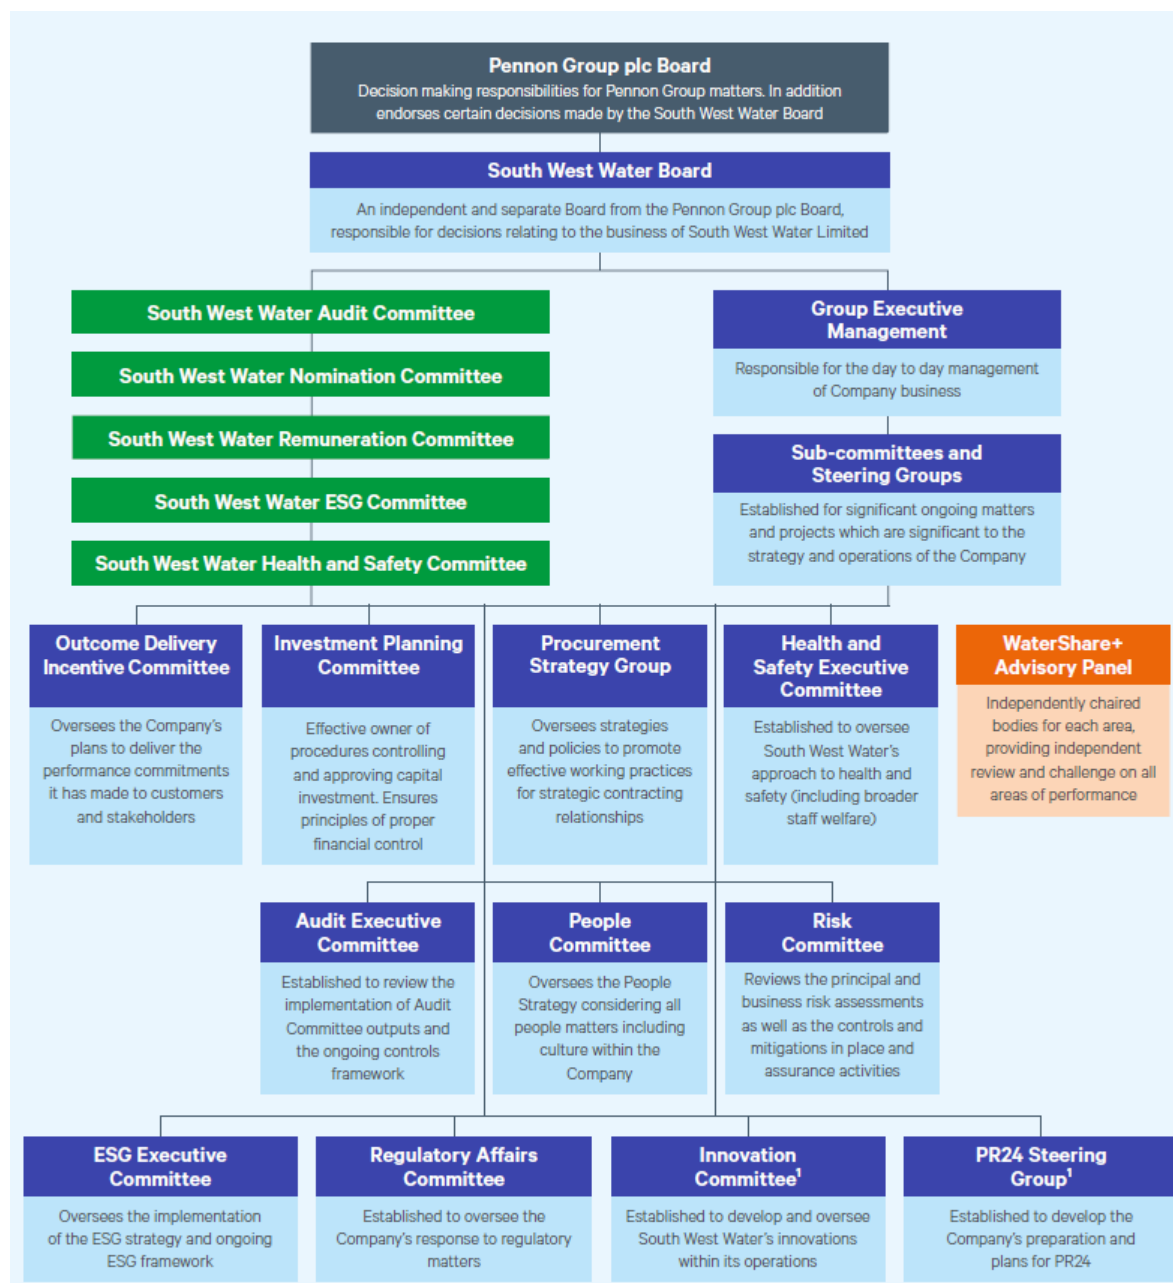 Pennon Group plc Board
Decision making responsibilities for Pennon Group matters. In addition
endorses certain decisions made by the South West Water Board
South West Water Board
An independent and separate Board from the Pennon Group plc Board,
responsible for decisions relating to the business of South West Water Limited
South West Water Audit Committee
South West Water Nomination Committee
South West Water Remuneration Committee
South West Water ESG Committee
South West Water Health and Safety Committee
Group Executive
Management
Responsible for the day to day management
of Company business
Sub-committees and
Steering Groups
Established for significant ongoing matters
and projects which are significant to the
strategy and operations of the Company
Outcome Delivery
Incentive Committee
Oversees the Company's
plans to deliver the
performance commitments
it has made to customers
and stakeholders
Investment Planning
Committee
Effective owner of
procedures controlling
and approving capital
investment. Ensures
principles of proper
financial control
Procurement
Strategy Group
Oversees strategies
and policies to promote
effective working practices
for strategic contracting
relationships
Health and
Safety Executive
Committee
Established to oversee
South West Water's
approach to health and
safety (including broader
staff welfare)
WaterShare+
Advisory Panel
Independently chaired
bodies for each area,
providing independent
review and challenge on all
areas of performance
Audit Executive
Committee
Established to review the
implementation of Audit
Committee outputs and
the ongoing controls
framework
People
Committee
Oversees the People
Strategy considering all
people matters including
culture within the
Company
Risk
Committee
Reviews the principal and
business risk assessments
as well as the controls and
mitigations in place and
assurance activities
ESG Executive
Committee
Oversees the implementation
of the ESG strategy and ongoing
ESG framework
Regulatory Affairs
Committee
Established to oversee the
Company's response to regulatory
matters
Innovation
Committee¹
Established to develop and oversee
South West Water's innovations
within its operations
PR24 Steering
Group¹
Established to develop the
Company's preparation and
plans for PR24